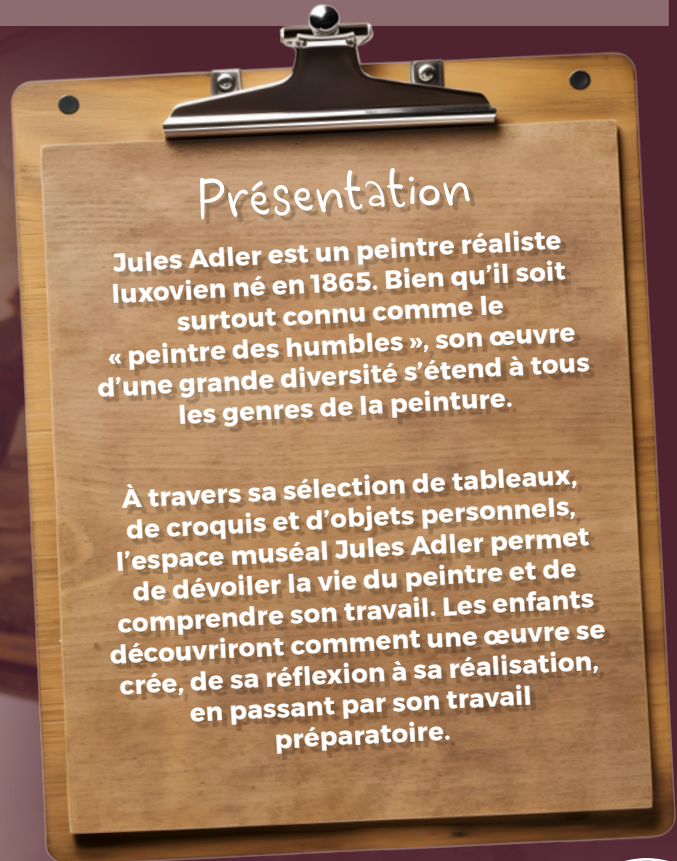 Présentation
Jules Adler est un peintre réaliste
luxovien né en 1865. Bien qu’il soit
surtout connu comme le
« peintre des humbles », son œuvre
d’une grande diversité s’étend à tous
les genres de la peinture.
À travers sa sélection de tableaux,
de croquis et d’objets personnels,
l’espace muséal Jules Adler permet
de dévoiler la vie du peintre et de
comprendre son travail. Les enfants
découvriront comment une œuvre se
crée, de sa réflexion à sa réalisation,
en passant par son travail
préparatoire.